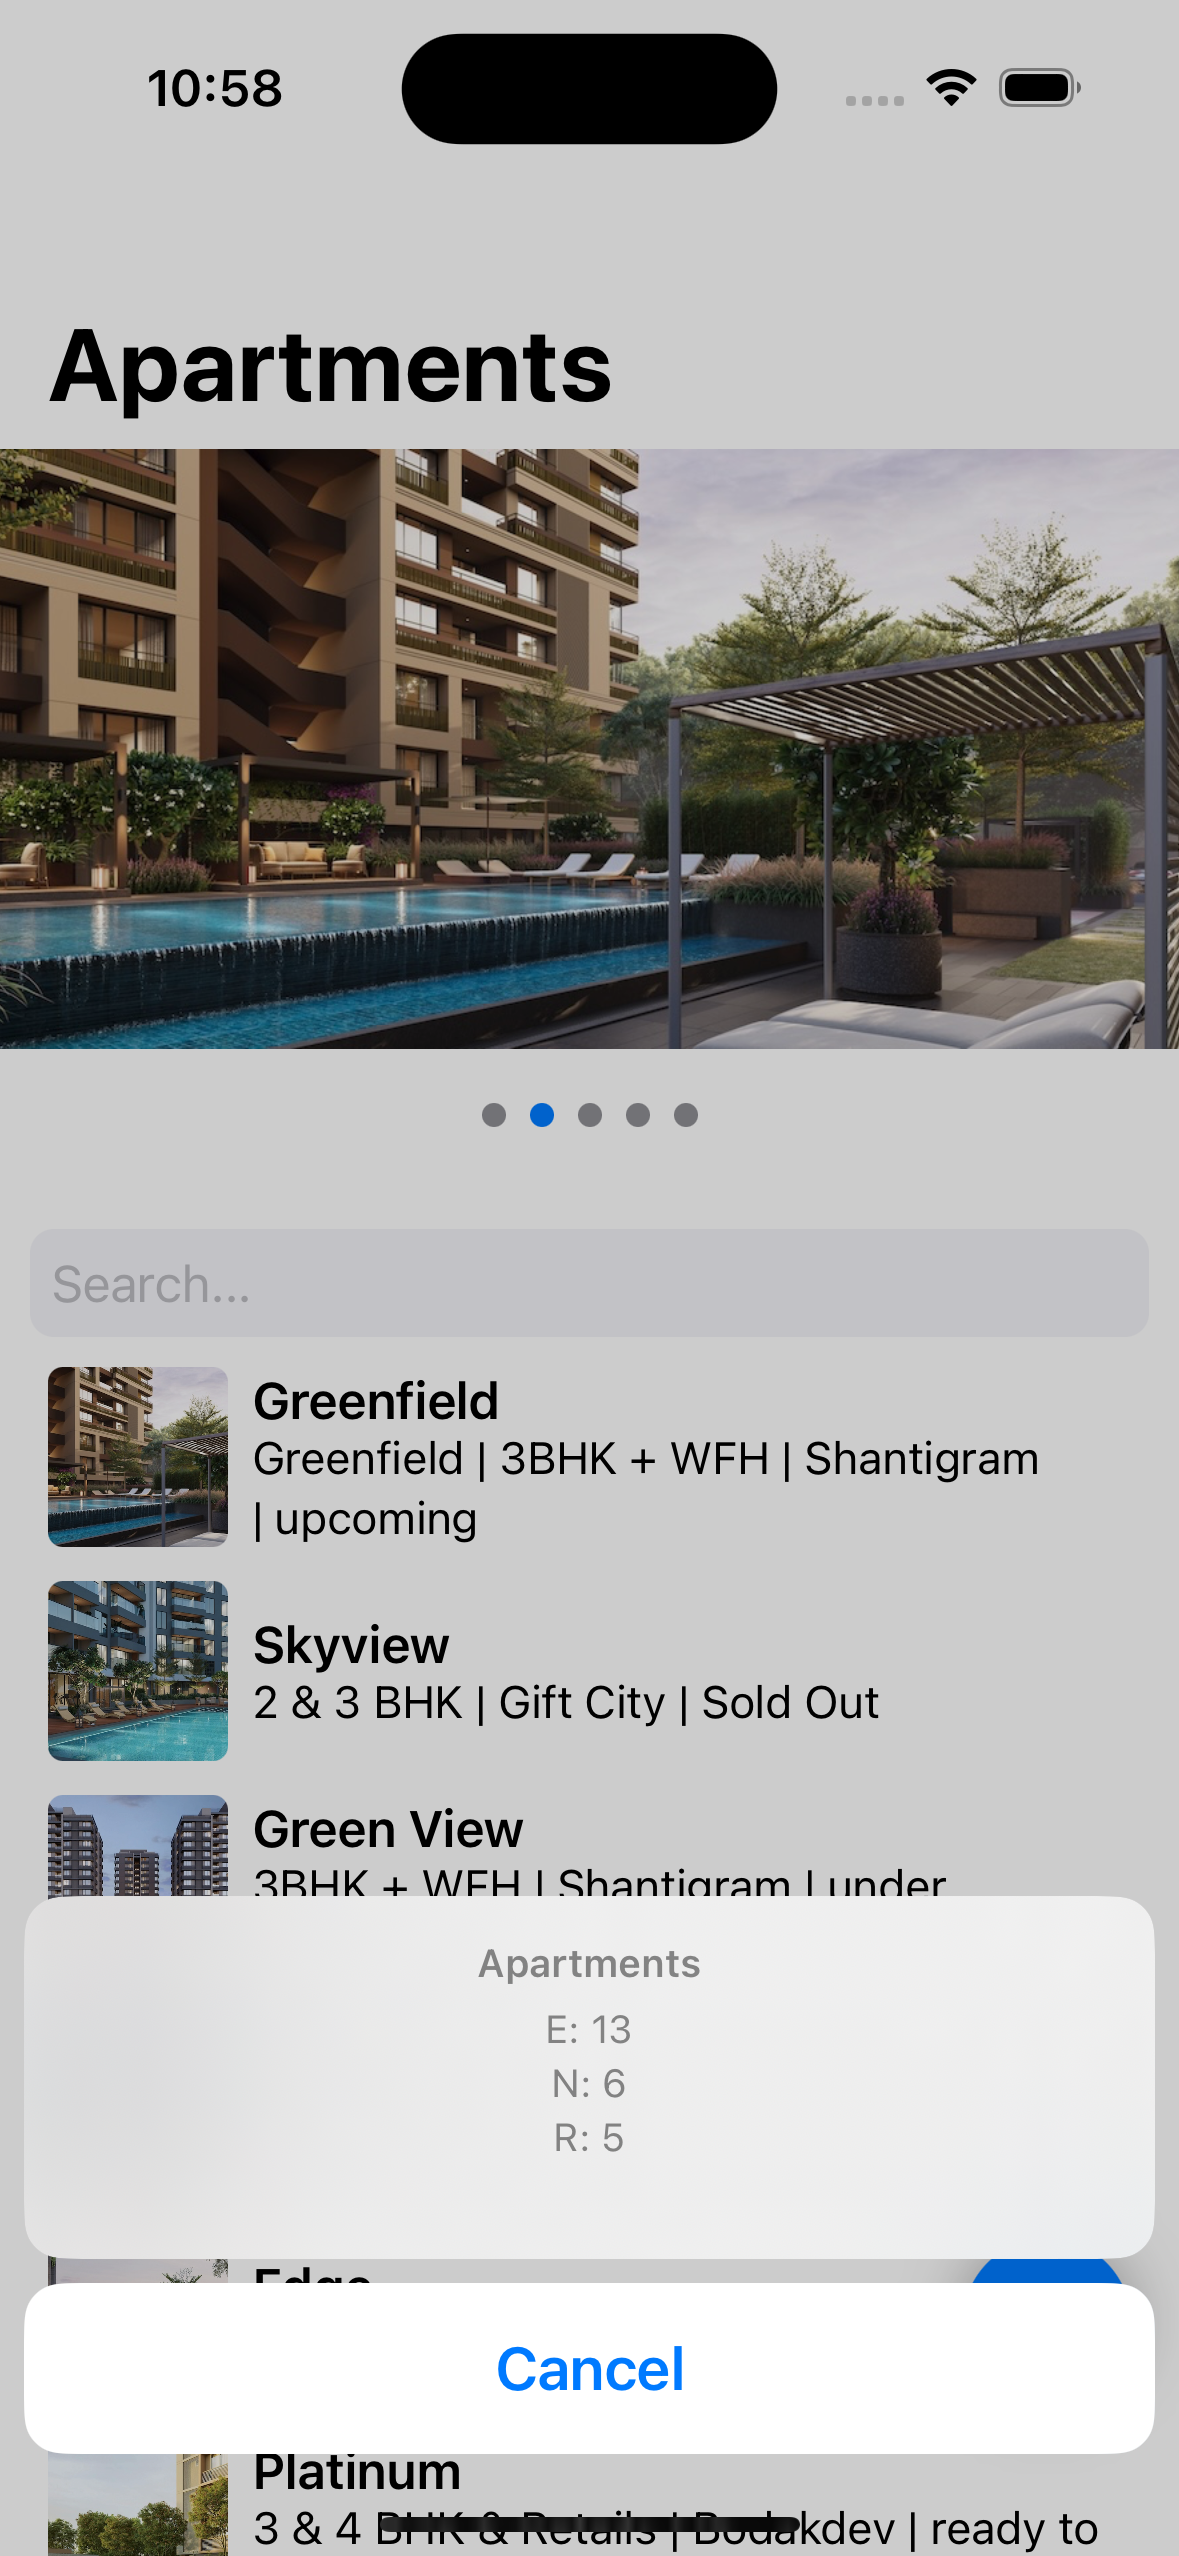 10:58
Apartments
Search...
Greenfield
Greenfield | 3BHK + WFH | Shantigram
| upcoming
Skyview
2 & 3 BHK | Gift City | Sold Out
Green View
3BHK + WFH | Shantigram | under
Apartments
E: 13
N: 6
R: 5
Edge
Cancel
Platinum
3 & 4 BHK & Retails | Bodakdev | ready to